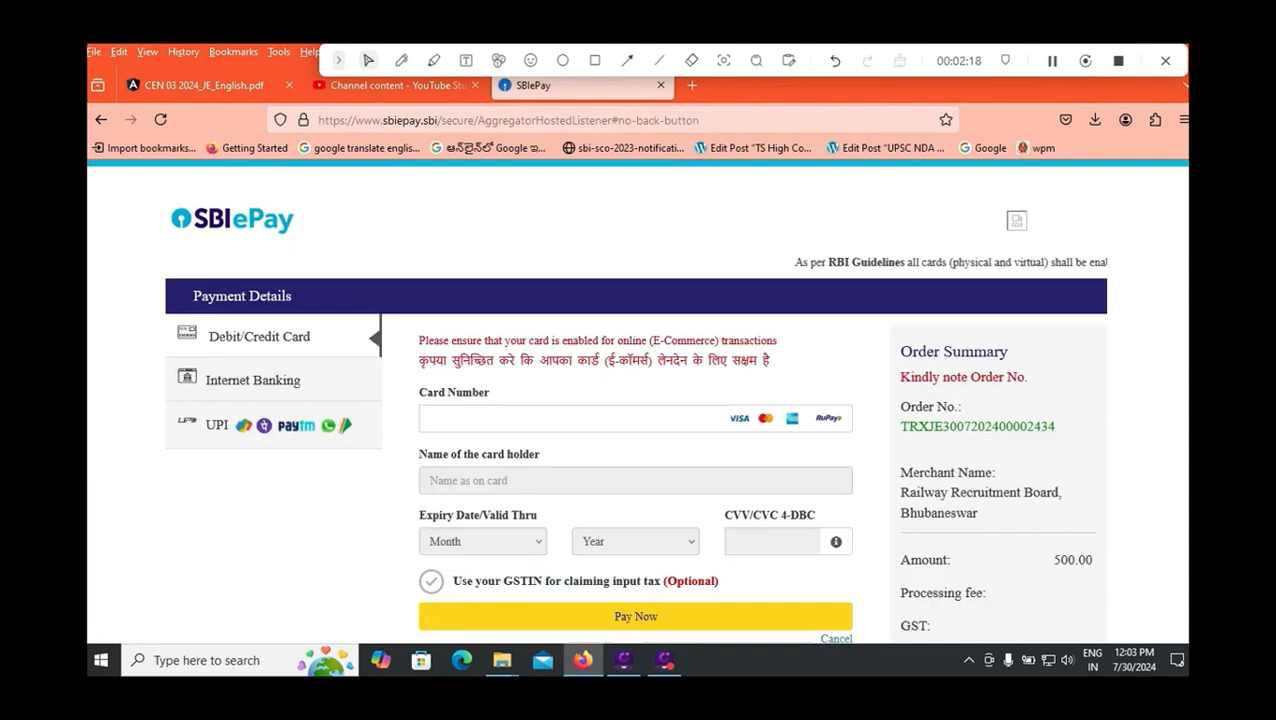 File Edit View History Bookmarks Tools Help
00:02:18
CEN 03 2024_JE_English.pdf
Channel content - YouTube Stu
SBIePay
https://www.sbiepay.sbi/secure/AggregatorHostedListener#no-back-button
Import bookmarks... Getting Started google translate englis... ఆన్‌లైన్‌లో Google ఇ... sbi-sco-2023-notificati... Edit Post "TS High Co... Edit Post "UPSC NDA ... Google wpm
SBIePay
As per RBI Guidelines all cards (physical and virtual) shall be enal
Payment Details
Debit/Credit Card
Internet Banking
UPI paytm
Please ensure that your card is enabled for online (E-Commerce) transactions
कृपया सुनिच्छित करे कि आपका कार्ड (ई-कॉमर्स) लेनदेन के लिए सक्षम है
Card Number
VISA RuPay
Name of the card holder
Name as on card
Expiry Date/Valid Thru
CVV/CVC 4-DBC
Month
Year
Use your GSTIN for claiming input tax (Optional)
Pay Now
Cancel
Order Summary
Kindly note Order No.
Order No.:
TRXJE3007202400002434
Merchant Name:
Railway Recruitment Board,
Bhubaneswar
Amount: 500.00
Processing fee:
GST:
Type here to search
ENG
IN
12:03 PM
7/30/2024